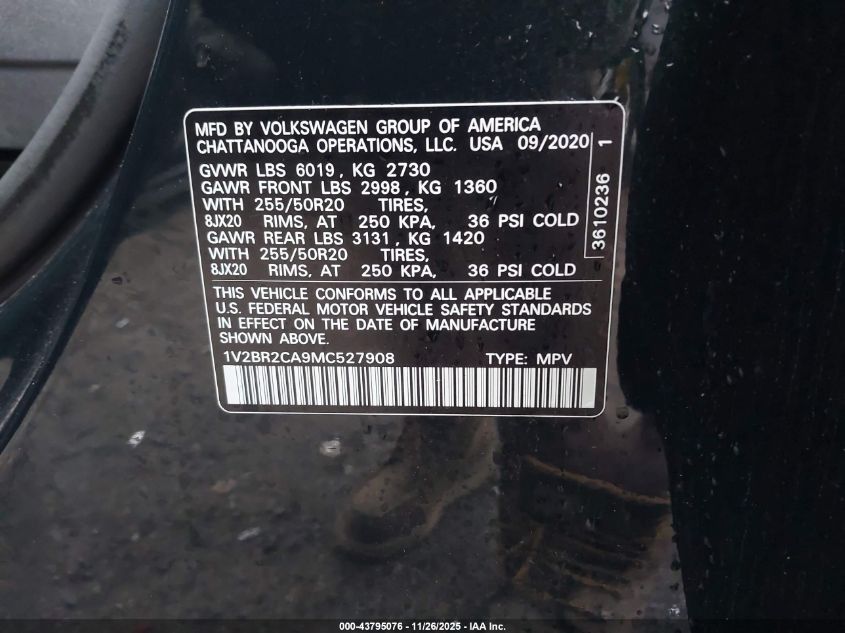 MFD BY VOLKSWAGEN GROUP OF AMERICA
CHATTANOOGA OPERATIONS, LLC. USA 09/2020
GVWR LBS 6019, KG 2730
GAWR FRONT LBS 2998, KG 1360
WITH 255/50R20 TIRES,
8JX20 RIMS, AT 250 KPA, 36 PSI COLD
GAWR REAR LBS 3131, KG 1420
WITH 255/50R20 TIRES,
8JX20 RIMS, AT 250 KPA, 36 PSI COLD
3610236 1
THIS VEHICLE CONFORMS TO ALL APPLICABLE
U.S. FEDERAL MOTOR VEHICLE SAFETY STANDARDS
IN EFFECT ON THE DATE OF MANUFACTURE
SHOWN ABOVE.
1V2BR2CA9MC527908 TYPE: MPV
000-43795076 - 11/26/2025 - IAA Inc.